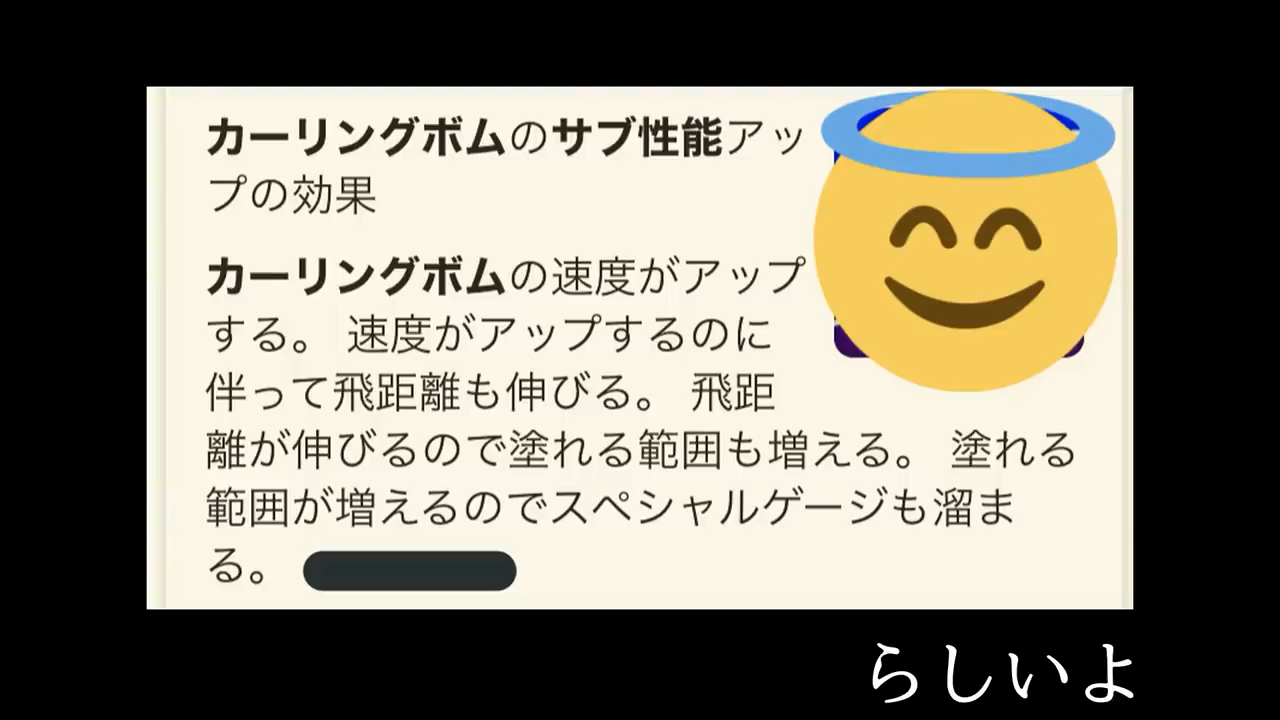 カーリングボムのサブ性能アッ
プの効果
カーリングボムの速度がアップ
する。 速度がアップするのに
伴って飛距離も伸びる。 飛距
離が伸びるので塗れる範囲も増える。 塗れる
範囲が増えるのでスペシャルゲージも溜ま
る。
らしいよ